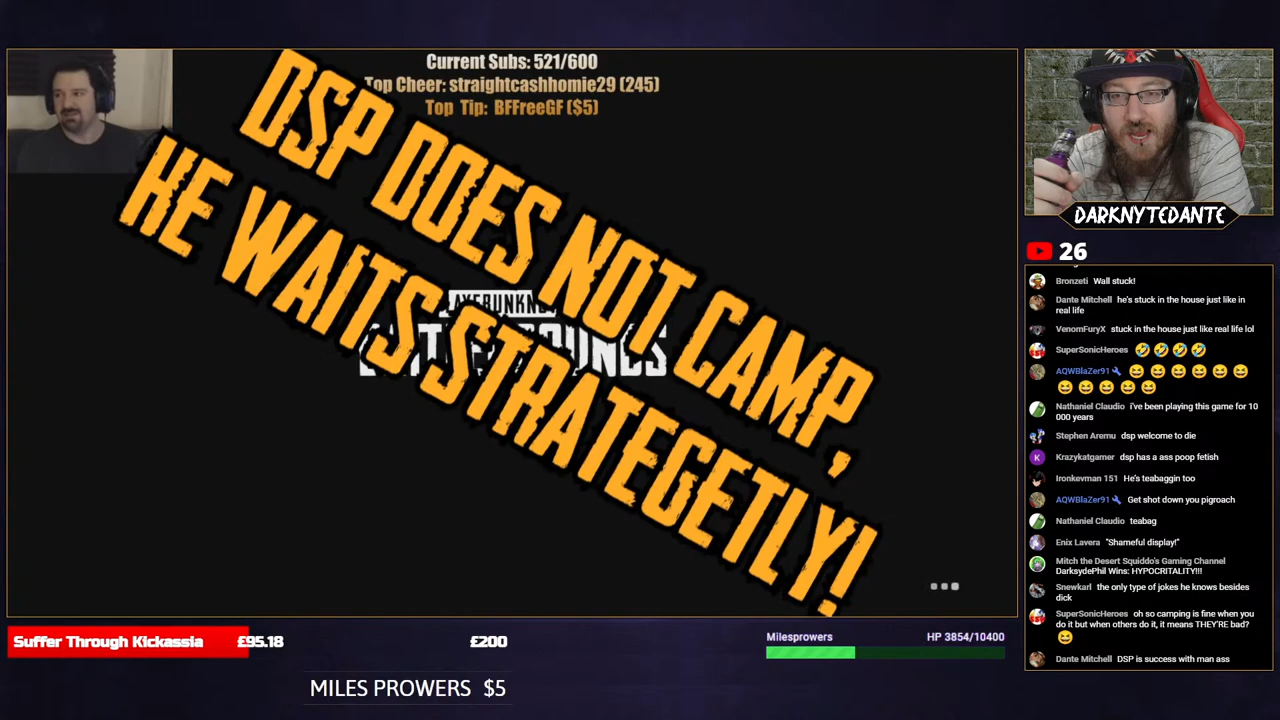 Current Subs: 521/600
Top Cheer: straightcashhomie29 (245)
Top Tip: BFFreeGF ($5)
DSP DOES NOT CAMP,
HE WAITS STRATEGETLY!
DARKNYTEDANTE
26
Bronzeti Wall stuck!
Dante Mitchell he's stuck in the house just like in
real life
VenomFuryX stuck in the house just like real life lol
SuperSonicHeroes 🤣 🤣 🤣 🤣
AQWBlaZer91 😆 😆 😆 😆 😆 😆
😆 😆 😆 😆 😆
Nathaniel Claudio i've been playing this game for 10
000 years
Stephen Aremu dsp welcome to die
K
Krazykatgamer dsp has a ass poop fetish
Ironkevman 151 He's teabaggin too
AQWBlaZer91 Get shot down you pigroach
Nathaniel Claudio teabag
Enix Lavera "Shameful display!"
Mitch the Desert Squiddo's Gaming Channel
DarksydePhil Wins: HYPOCRITALITY!!!
Snewkarl the only type of jokes he knows besides
dick
SuperSonicHeroes oh so camping is fine when you
do it but when others do it, it means THEY'RE bad?
😆
Dante Mitchell DSP is success with man ass
Suffer Through Kickassia £95.18 £200
Milesprowers HP 3854/10400
MILES PROWERS $5